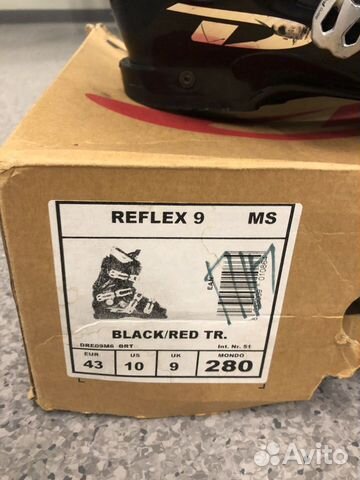 REFLEX 9 MS
BLACK/RED TR.
DRE09M6 BRT Int. Nr. 51
EUR US UK MONDO
43 10 9 280
Avito